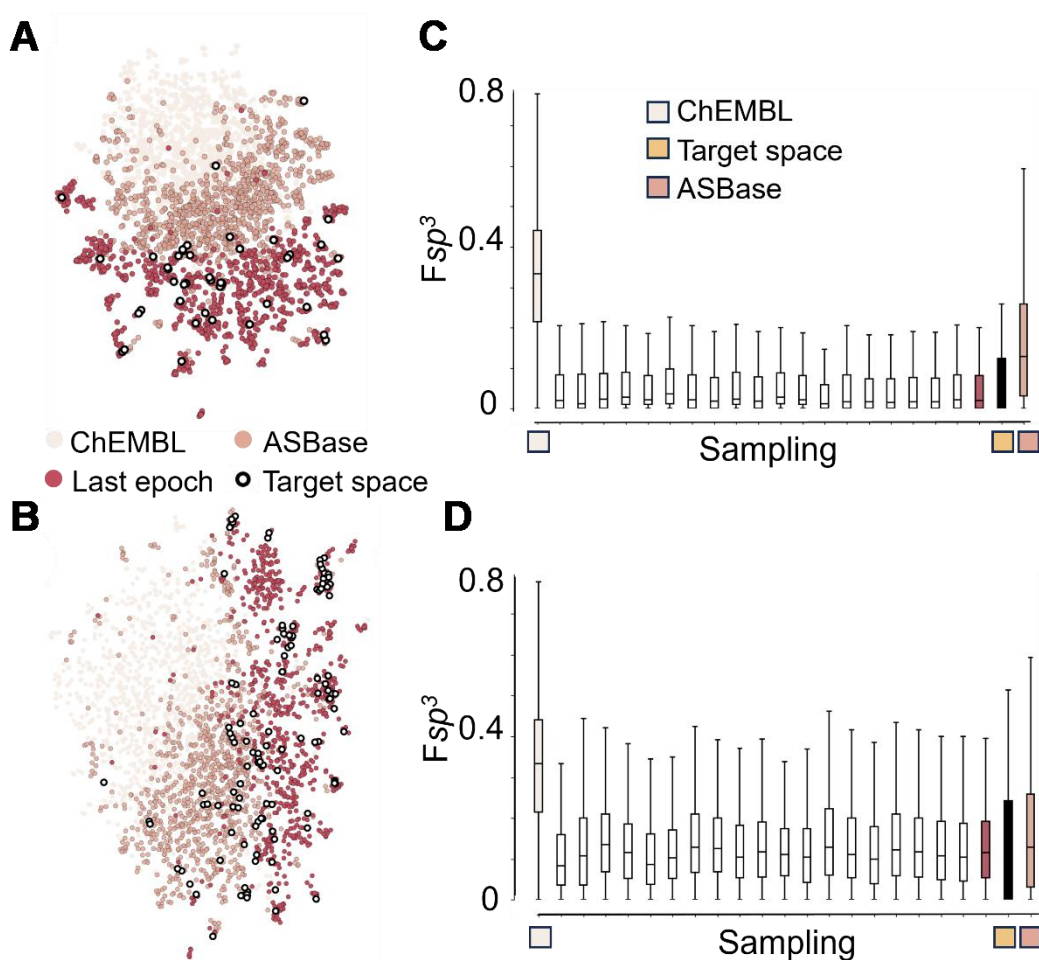 A
ChEMBL
ASBase
Last epoch
Target space
B
C
0.8
0.4
0
Fsp³
ChEMBL
Target space
ASBase
Sampling
D
0.8
0.4
0
Fsp³
Sampling